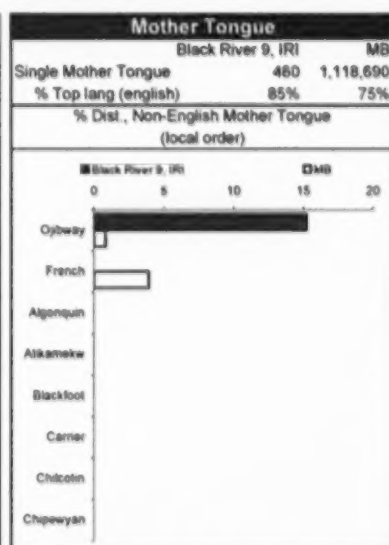 Mother Tongue
Black River 9, IRI MB
Single Mother Tongue 460 1,118,690
% Top lang (english) 85% 75%
% Dist., Non-English Mother Tongue
(local order)
Black River 9, IRI MB
0 5 10 15 20
Ojibway
French
Algonquin
Atikamekw
Blackfoot
Carrier
Chilcotin
Chipewyan